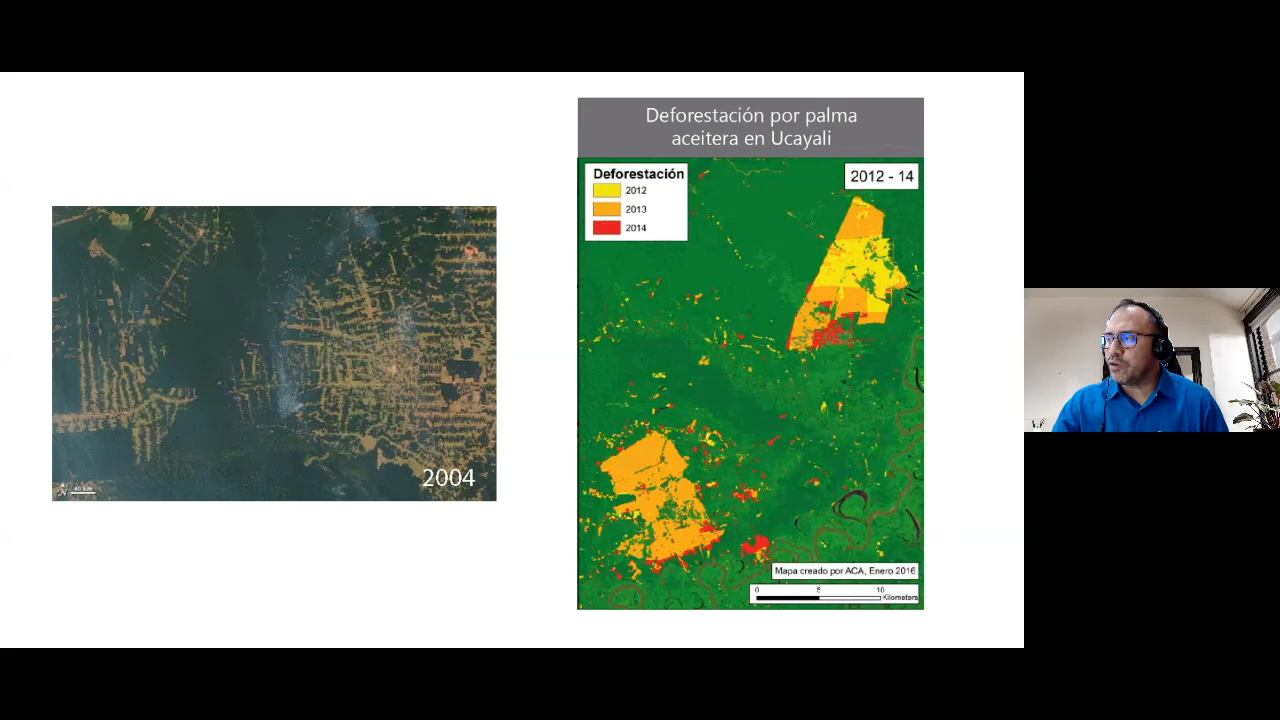 Deforestación por palma
aceitera en Ucayali
Deforestación
2012
2013
2014
2012 - 14
2004
Mapa creado por ACA, Enero 2016
0 5 10
Kilometers